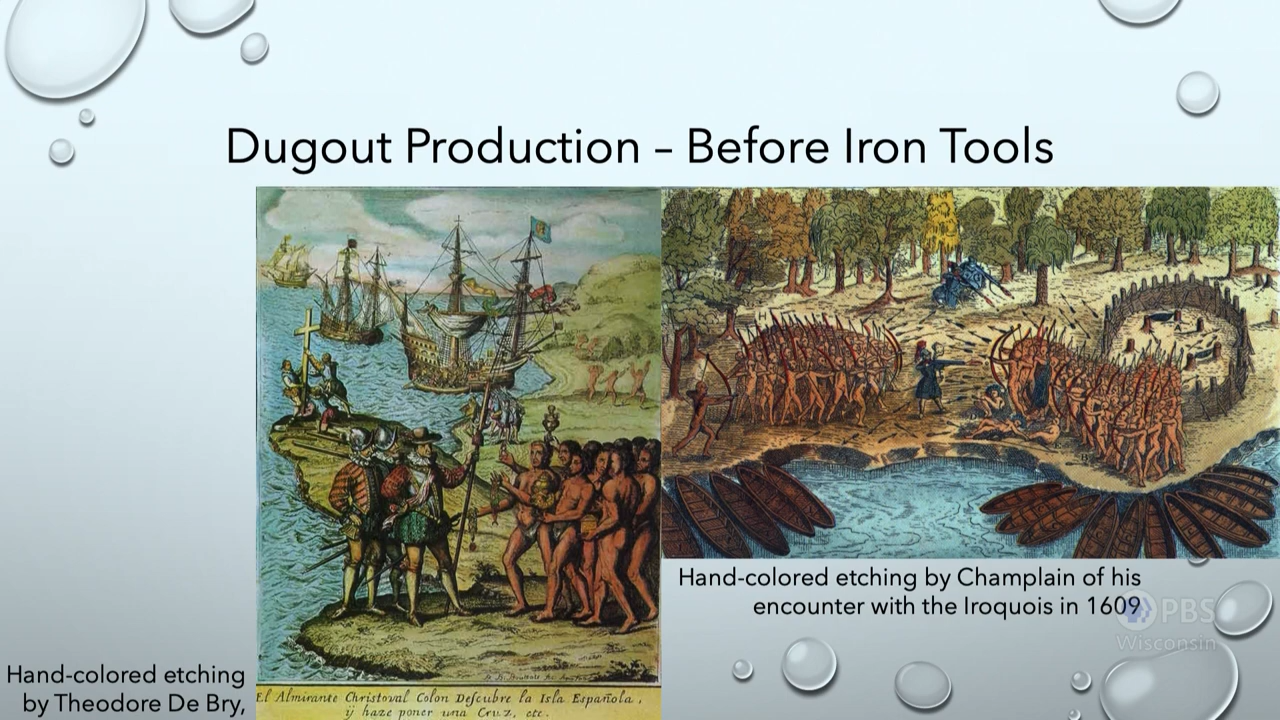 Dugout Production – Before Iron Tools
Hand-colored etching by Champlain of his
encounter with the Iroquois in 1609
PBS
Wisconsin
Hand-colored etching
by Theodore De Bry,
El Almirante Christoval Colon Descubre la Isla Española,
ÿ haze poner una Cruz, etc.